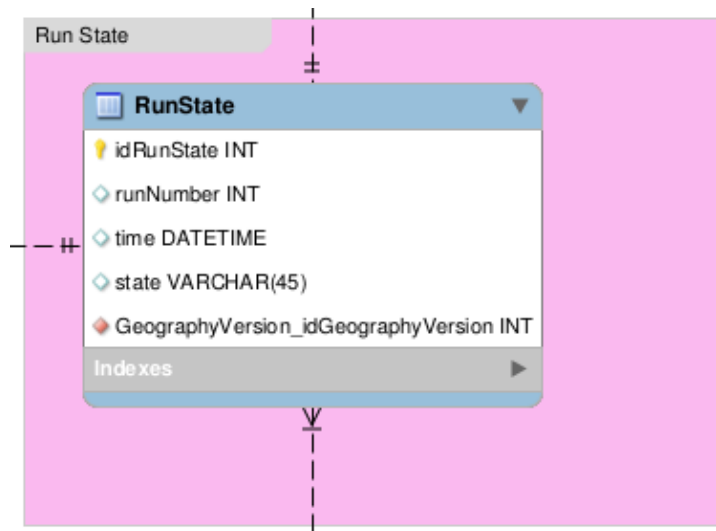 Run State
RunState
idRunState INT
runNumber INT
time DATETIME
state VARCHAR(45)
GeographyVersion_idGeographyVersion INT
Indexes